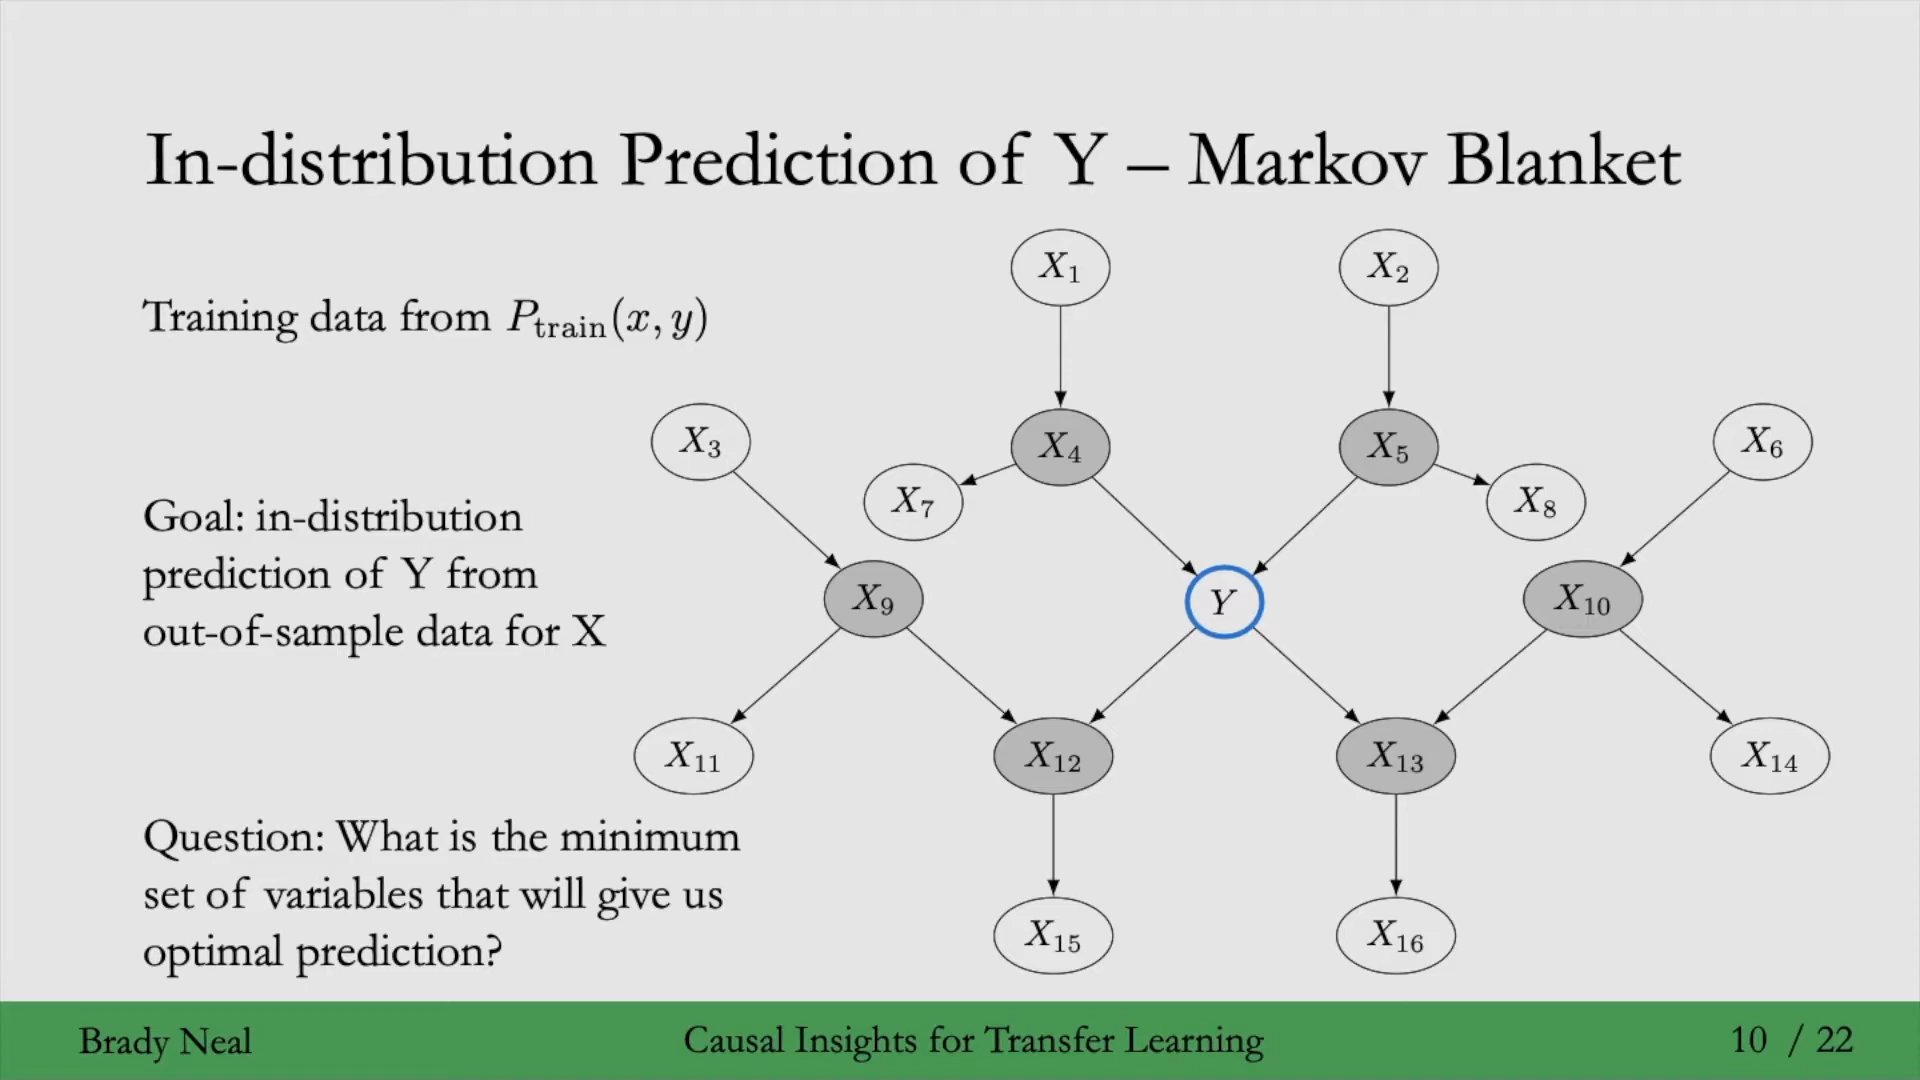 In-distribution Prediction of Y – Markov Blanket
Training data from P_train(x, y)
Goal: in-distribution
prediction of Y from
out-of-sample data for X
Question: What is the minimum
set of variables that will give us
optimal prediction?
X₁
X₂
X₃
X₄
X₅
X₆
X₇
X₈
X₉
Y
X₁₀
X₁₁
X₁₂
X₁₃
X₁₄
X₁₅
X₁₆
Brady Neal
Causal Insights for Transfer Learning
10 / 22